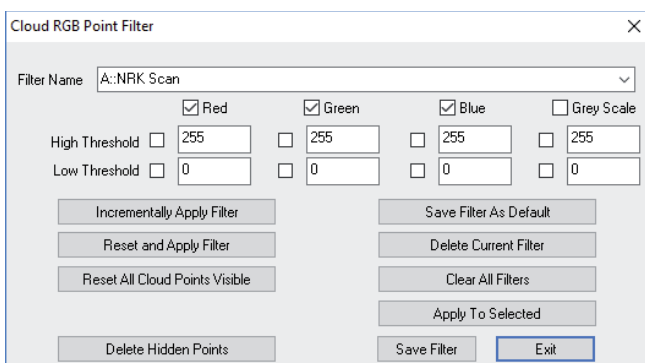 Cloud RGB Point Filter
Filter Name A::NRK Scan
Red Green Blue Grey Scale
High Threshold 255 255 255 255
Low Threshold 0 0 0 0
Incrementally Apply Filter Save Filter As Default
Reset and Apply Filter Delete Current Filter
Reset All Cloud Points Visible Clear All Filters
Apply To Selected
Delete Hidden Points Save Filter Exit